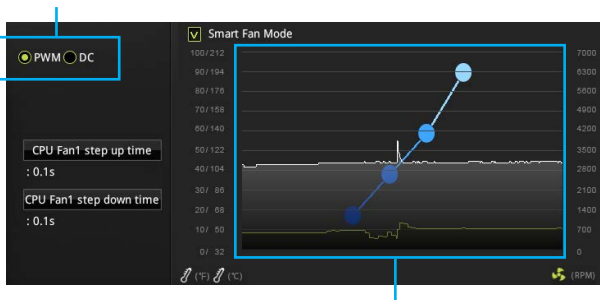 V Smart Fan Mode
PWM DC
100/212 7000
90/194 6300
80/176 5600
70/158 4900
60/140 4200
50/122 3500
40/104 2800
30/ 86 2100
20/ 68 1400
10/ 50 700
0/ 32 0
CPU Fan1 step up time
: 0.1s
CPU Fan1 step down time
: 0.1s
(°F) (°C) (RPM)